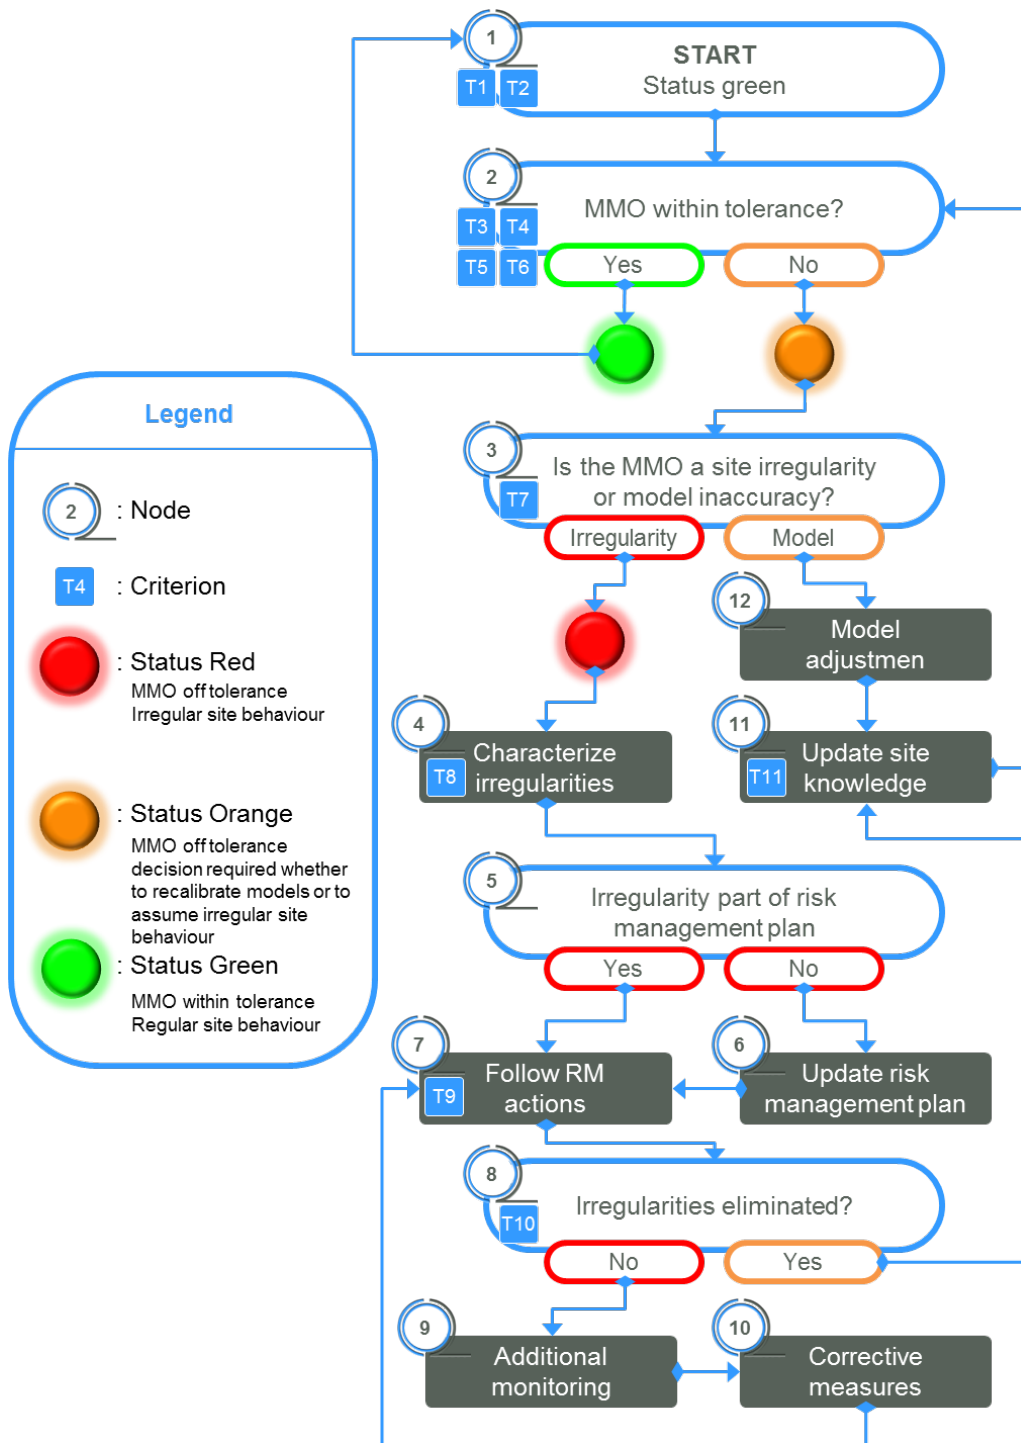 1
START
Status green
T1 T2
2
MMO within tolerance?
T3 T4
T5 T6
Yes No
Legend
2 : Node
T4 : Criterion
: Status Red
MMO off tolerance
Irregular site behaviour
: Status Orange
MMO off tolerance
decision required whether
to recalibrate models or to
assume irregular site
behaviour
: Status Green
MMO within tolerance
Regular site behaviour
3
Is the MMO a site irregularity
or model inaccuracy?
T7
Irregularity Model
12
Model
adjustmen
4
Characterize
irregularities
T8
11
Update site
knowledge
T11
5
Irregularity part of risk
management plan
Yes No
7
Follow RM
actions
T9
6
Update risk
management plan
8
Irregularities eliminated?
T10
No Yes
9
Additional
monitoring
10
Corrective
measures